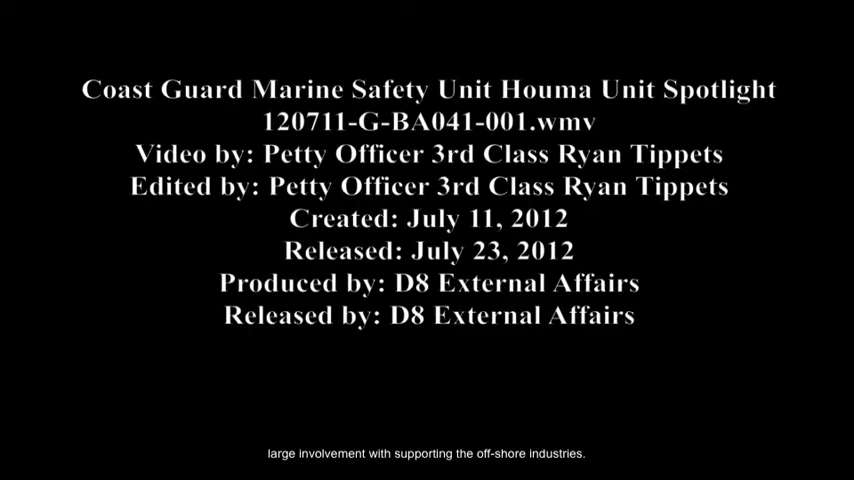 Coast Guard Marine Safety Unit Houma Unit Spotlight
120711-G-BA041-001.wmv
Video by: Petty Officer 3rd Class Ryan Tippets
Edited by: Petty Officer 3rd Class Ryan Tippets
Created: July 11, 2012
Released: July 23, 2012
Produced by: D8 External Affairs
Released by: D8 External Affairs
large involvement with supporting the off-shore industries.